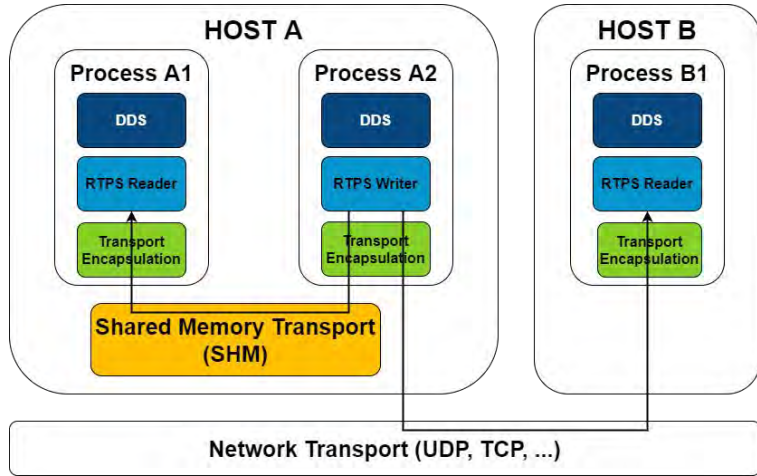 HOST A
Process A1
DDS
RTPS Reader
Transport
Encapsulation
Process A2
DDS
RTPS Writer
Transport
Encapsulation
Shared Memory Transport
(SHM)
HOST B
Process B1
DDS
RTPS Reader
Transport
Encapsulation
Network Transport (UDP, TCP, ...)